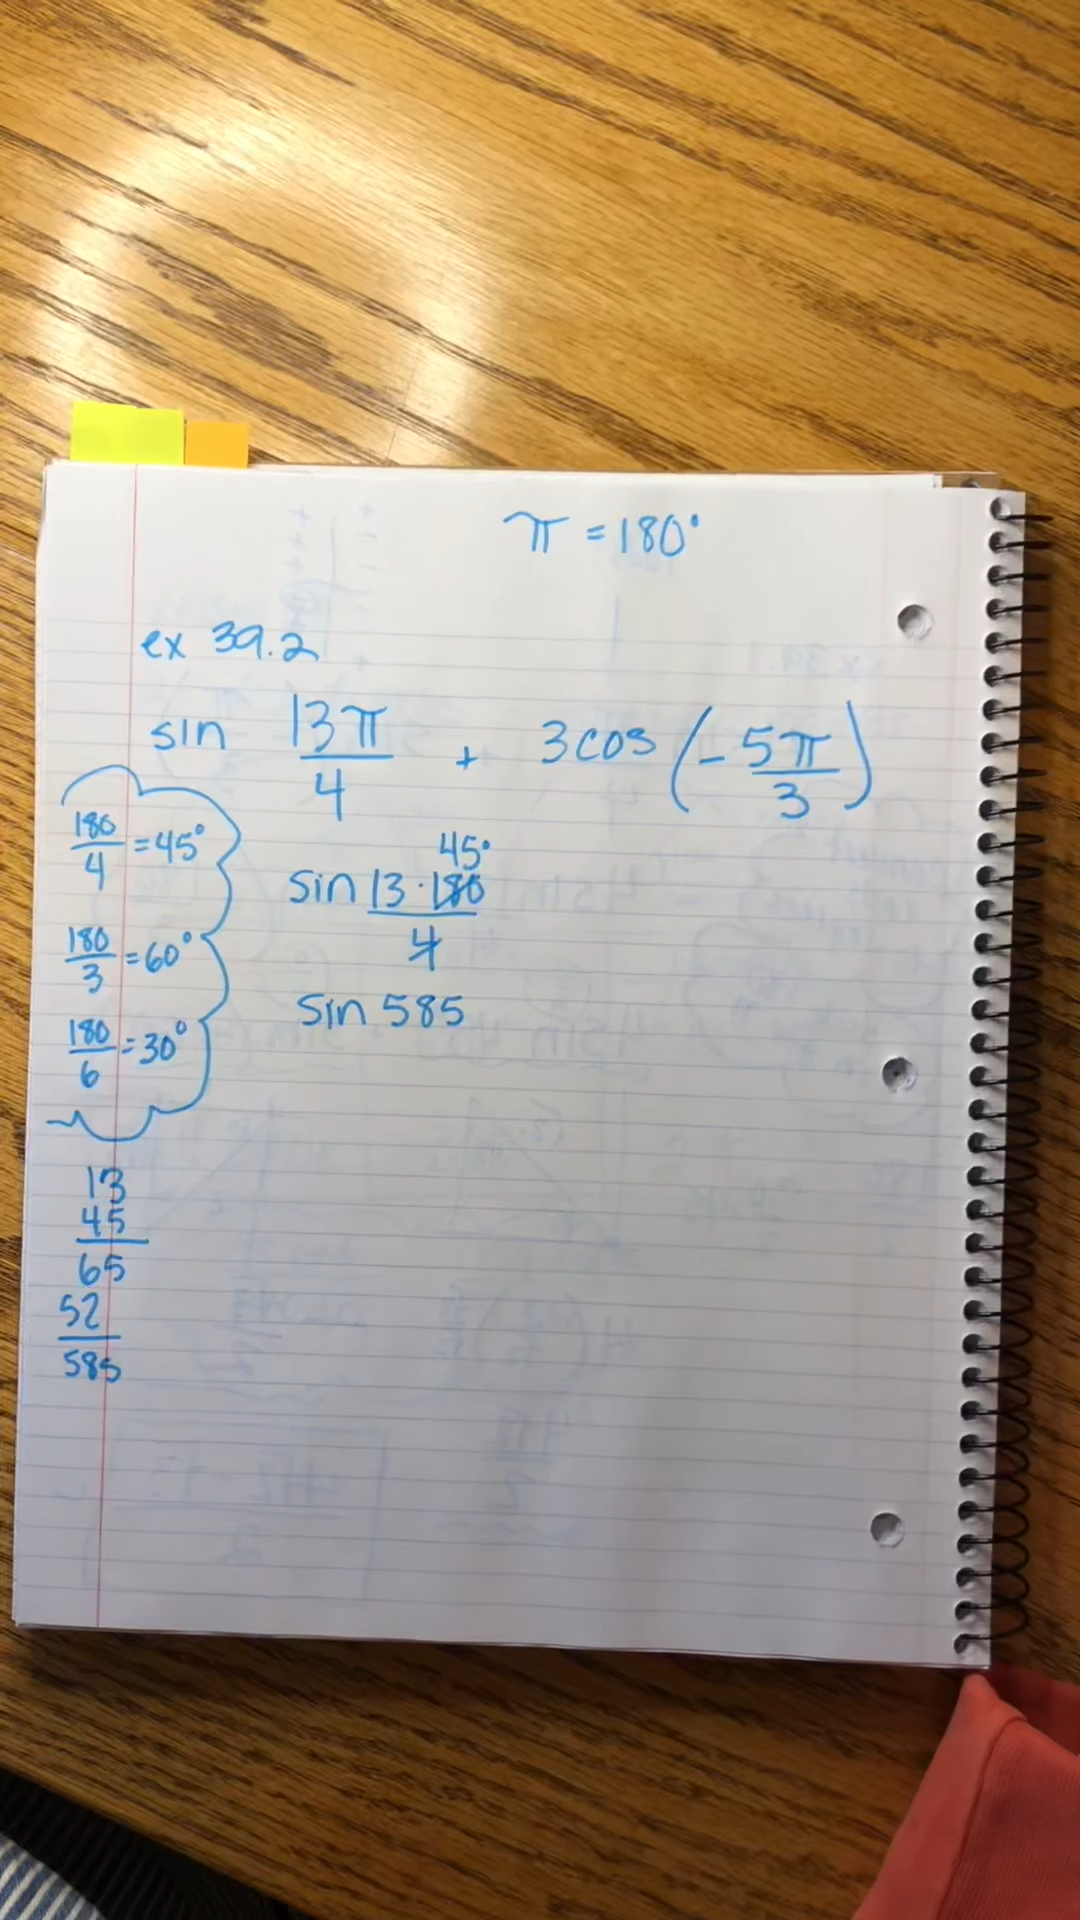 π = 180°
ex 39.2
sin 13π/4 + 3cos (- 5π/3)
180/4 = 45°
180/3 = 60°
180/6 = 30°
45°
sin 13 · 180
4
sin 585
13
45
65
52
585